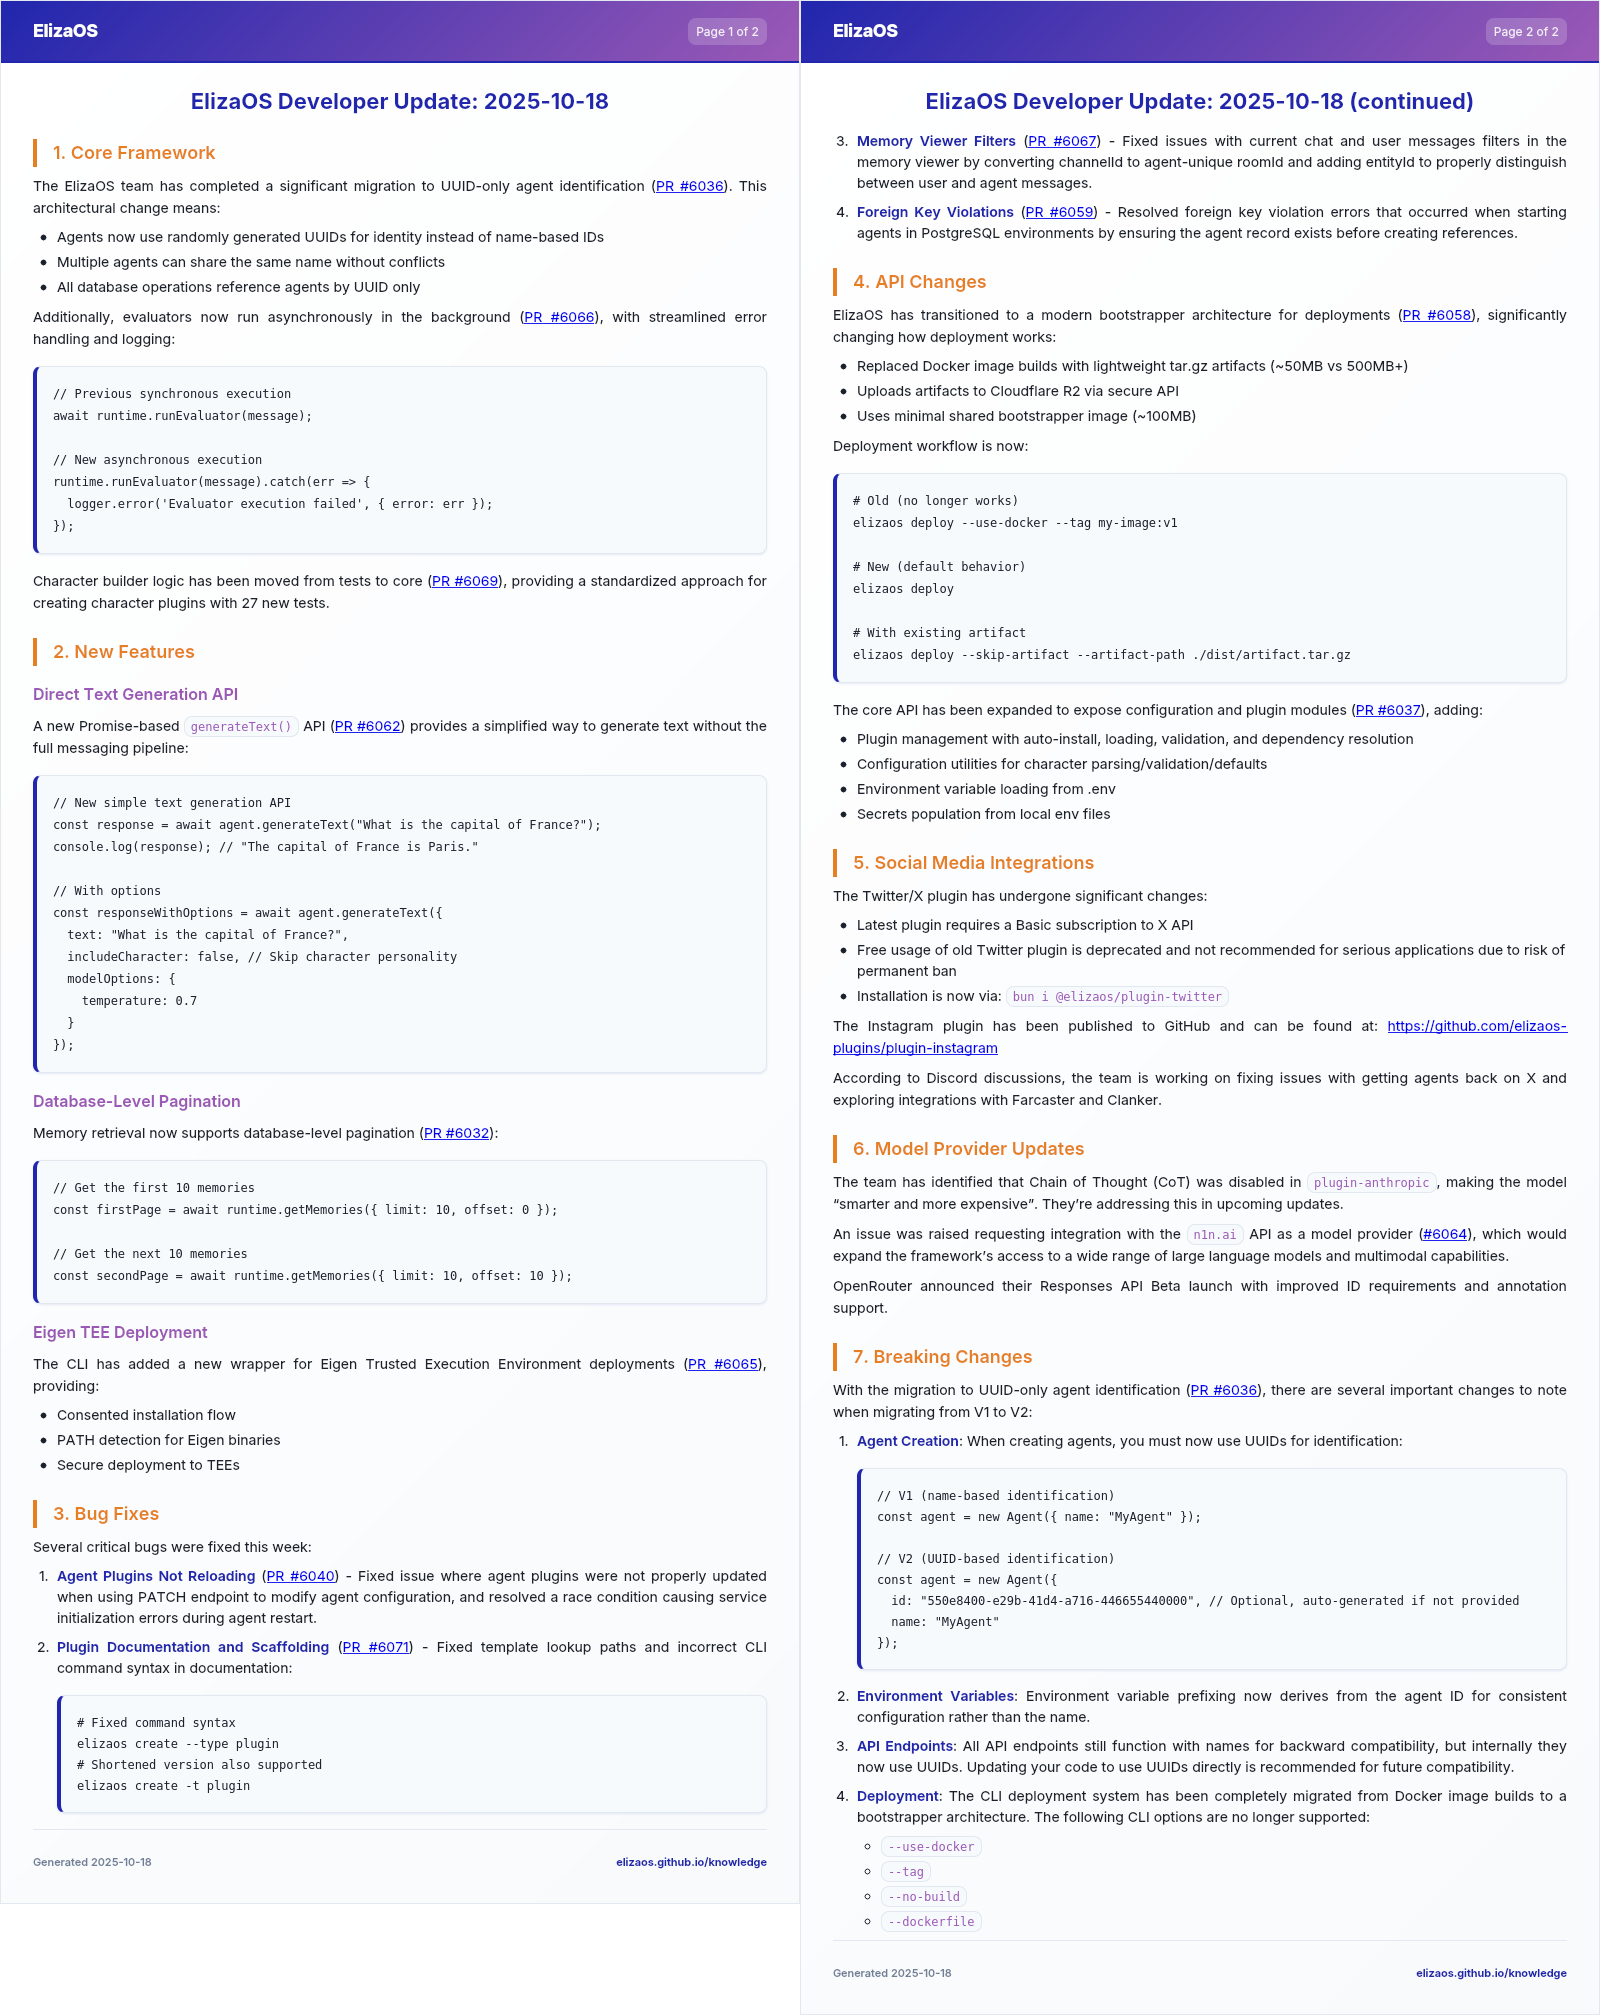 ElizaOS
Page 1 of 2
ElizaOS Developer Update: 2025-10-18
1. Core Framework
The ElizaOS team has completed a significant migration to UUID-only agent identification (PR #6036). This
architectural change means:
• Agents now use randomly generated UUIDs for identity instead of name-based IDs
• Multiple agents can share the same name without conflicts
• All database operations reference agents by UUID only
Additionally, evaluators now run asynchronously in the background (PR #6066), with streamlined error
handling and logging:
// Previous synchronous execution
await runtime.runEvaluator(message);
// New asynchronous execution
runtime.runEvaluator(message).catch(err => {
  logger.error('Evaluator execution failed', { error: err });
});
Character builder logic has been moved from tests to core (PR #6069), providing a standardized approach for
creating character plugins with 27 new tests.
2. New Features
Direct Text Generation API
A new Promise-based generateText() API (PR #6062) provides a simplified way to generate text without the
full messaging pipeline:
// New simple text generation API
const response = await agent.generateText("What is the capital of France?");
console.log(response); // "The capital of France is Paris."
// With options
const responseWithOptions = await agent.generateText({
  text: "What is the capital of France?",
  includeCharacter: false, // Skip character personality
  modelOptions: {
    temperature: 0.7
  }
});
Database-Level Pagination
Memory retrieval now supports database-level pagination (PR #6032):
// Get the first 10 memories
const firstPage = await runtime.getMemories({ limit: 10, offset: 0 });
// Get the next 10 memories
const secondPage = await runtime.getMemories({ limit: 10, offset: 10 });
Eigen TEE Deployment
The CLI has added a new wrapper for Eigen Trusted Execution Environment deployments (PR #6065),
providing:
• Consented installation flow
• PATH detection for Eigen binaries
• Secure deployment to TEEs
3. Bug Fixes
Several critical bugs were fixed this week:
1. Agent Plugins Not Reloading (PR #6040) - Fixed issue where agent plugins were not properly updated
when using PATCH endpoint to modify agent configuration, and resolved a race condition causing service
initialization errors during agent restart.
2. Plugin Documentation and Scaffolding (PR #6071) - Fixed template lookup paths and incorrect CLI
command syntax in documentation:
# Fixed command syntax
elizaos create --type plugin
# Shortened version also supported
elizaos create -t plugin
Generated 2025-10-18
elizaos.github.io/knowledge
ElizaOS
Page 2 of 2
ElizaOS Developer Update: 2025-10-18 (continued)
3. Memory Viewer Filters (PR #6067) - Fixed issues with current chat and user messages filters in the
memory viewer by converting channelId to agent-unique roomId and adding entityId to properly distinguish
between user and agent messages.
4. Foreign Key Violations (PR #6059) - Resolved foreign key violation errors that occurred when starting
agents in PostgreSQL environments by ensuring the agent record exists before creating references.
4. API Changes
ElizaOS has transitioned to a modern bootstrapper architecture for deployments (PR #6058), significantly
changing how deployment works:
• Replaced Docker image builds with lightweight tar.gz artifacts (~50MB vs 500MB+)
• Uploads artifacts to Cloudflare R2 via secure API
• Uses minimal shared bootstrapper image (~100MB)
Deployment workflow is now:
# Old (no longer works)
elizaos deploy --use-docker --tag my-image:v1
# New (default behavior)
elizaos deploy
# With existing artifact
elizaos deploy --skip-artifact --artifact-path ./dist/artifact.tar.gz
The core API has been expanded to expose configuration and plugin modules (PR #6037), adding:
• Plugin management with auto-install, loading, validation, and dependency resolution
• Configuration utilities for character parsing/validation/defaults
• Environment variable loading from .env
• Secrets population from local env files
5. Social Media Integrations
The Twitter/X plugin has undergone significant changes:
• Latest plugin requires a Basic subscription to X API
• Free usage of old Twitter plugin is deprecated and not recommended for serious applications due to risk of
permanent ban
• Installation is now via: bun i @elizaos/plugin-twitter
The Instagram plugin has been published to GitHub and can be found at: https://github.com/elizaos-
plugins/plugin-instagram
According to Discord discussions, the team is working on fixing issues with getting agents back on X and
exploring integrations with Farcaster and Clanker.
6. Model Provider Updates
The team has identified that Chain of Thought (CoT) was disabled in plugin-anthropic, making the model
“smarter and more expensive”. They’re addressing this in upcoming updates.
An issue was raised requesting integration with the n1n.ai API as a model provider (#6064), which would
expand the framework’s access to a wide range of large language models and multimodal capabilities.
OpenRouter announced their Responses API Beta launch with improved ID requirements and annotation
support.
7. Breaking Changes
With the migration to UUID-only agent identification (PR #6036), there are several important changes to note
when migrating from V1 to V2:
1. Agent Creation: When creating agents, you must now use UUIDs for identification:
// V1 (name-based identification)
const agent = new Agent({ name: "MyAgent" });
// V2 (UUID-based identification)
const agent = new Agent({
  id: "550e8400-e29b-41d4-a716-446655440000", // Optional, auto-generated if not provided
  name: "MyAgent"
});
2. Environment Variables: Environment variable prefixing now derives from the agent ID for consistent
configuration rather than the name.
3. API Endpoints: All API endpoints still function with names for backward compatibility, but internally they
now use UUIDs. Updating your code to use UUIDs directly is recommended for future compatibility.
4. Deployment: The CLI deployment system has been completely migrated from Docker image builds to a
bootstrapper architecture. The following CLI options are no longer supported:
◦ --use-docker
◦ --tag
◦ --no-build
◦ --dockerfile
Generated 2025-10-18
elizaos.github.io/knowledge